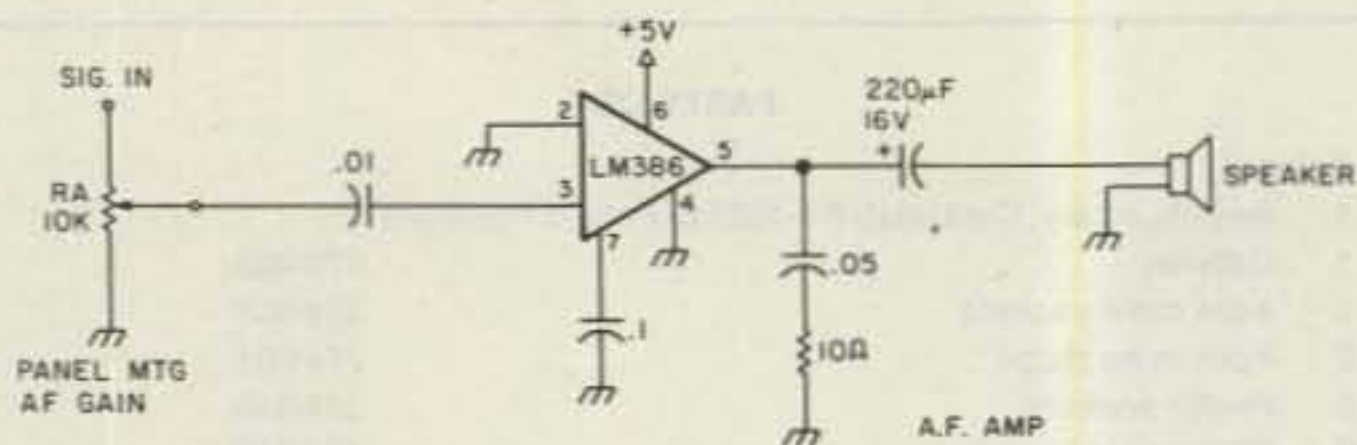 +5V
SIG. IN
220µF
16V
+
2
6
.01
LM386
5
SPEAKER
RA
10K
3
4
7
.05
.1
10Ω
PANEL MTG
AF GAIN
A.F. AMP